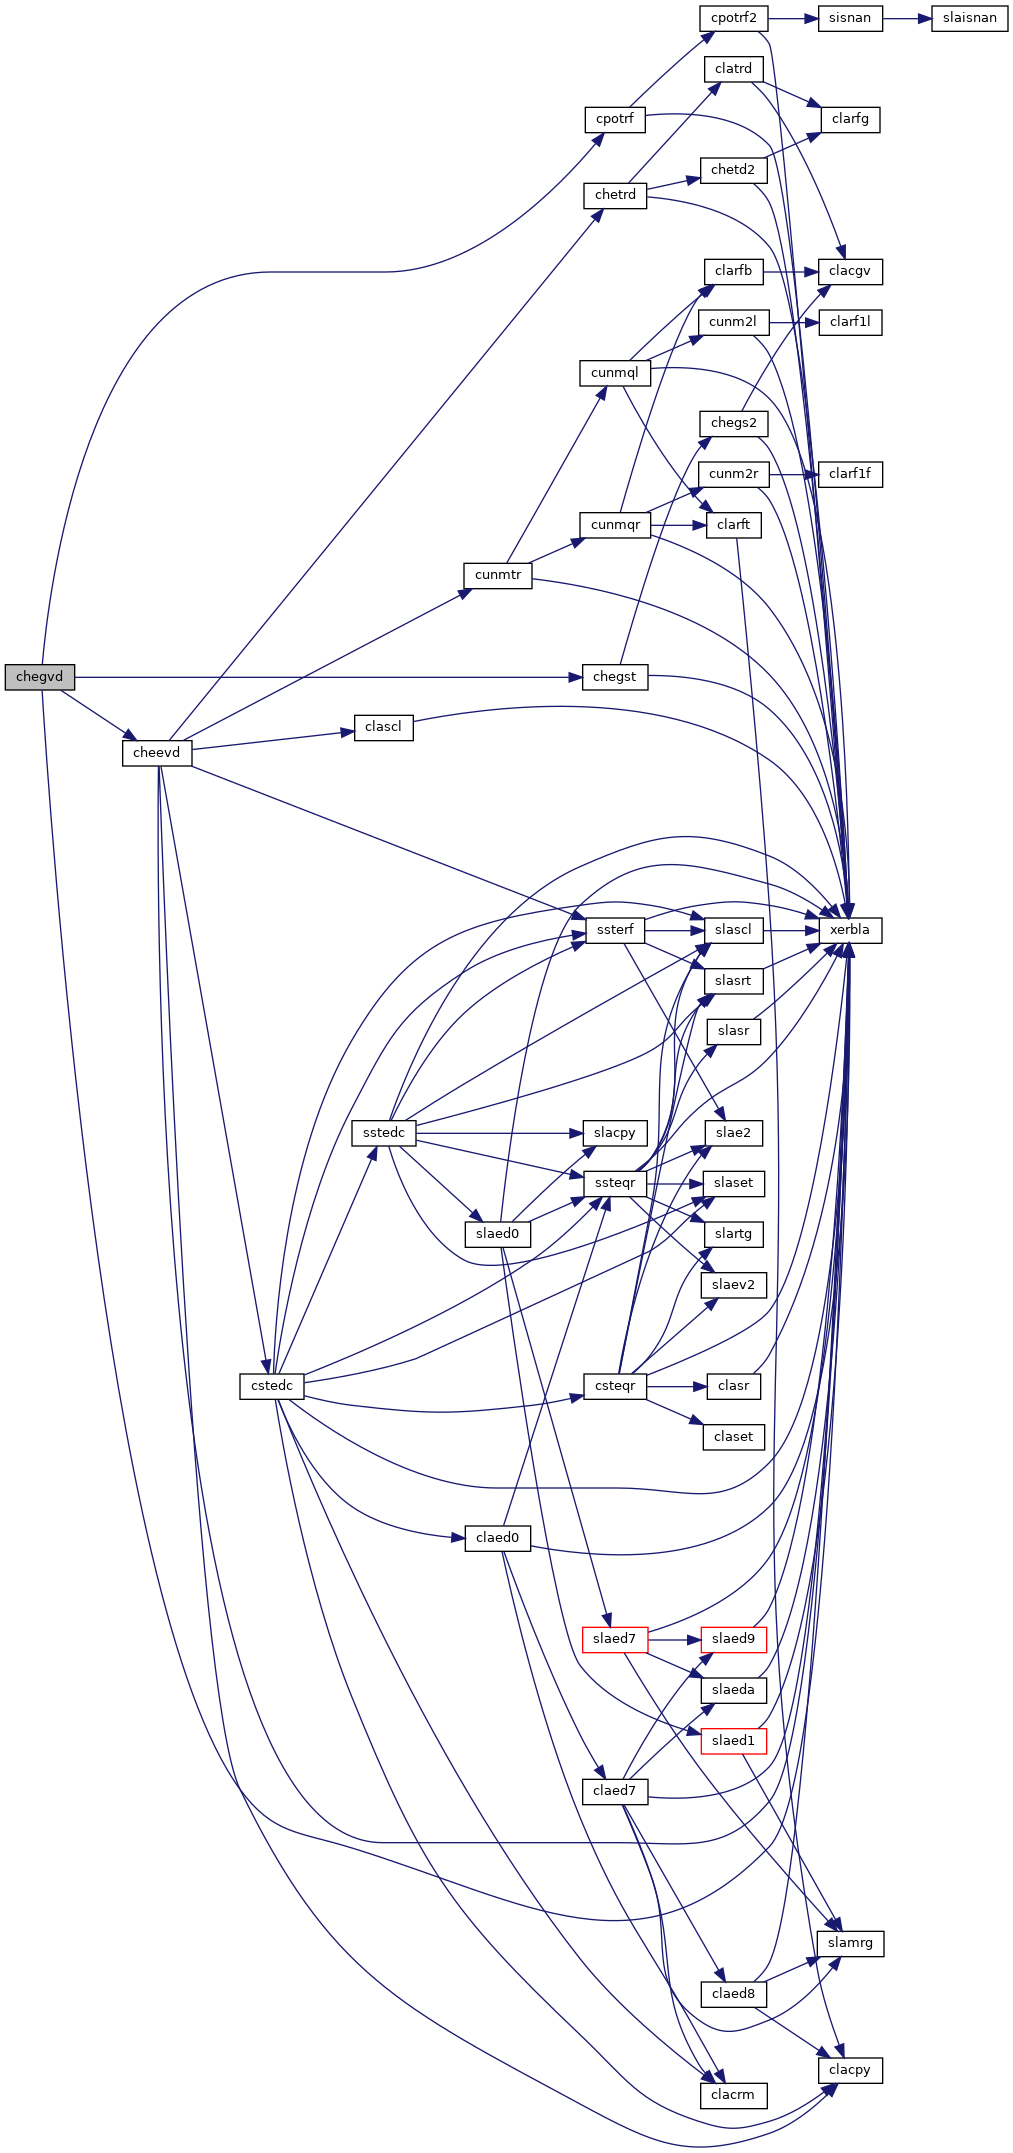 cpotrf2
sisnan
slaisnan
clatrd
cpotrf
clarfg
chetd2
chetrd
clarfb
clacgv
cunm2l
clarf1l
cunmql
chegs2
cunm2r
clarf1f
cunmqr
clarft
cunmtr
chegvd
chegst
clascl
cheevd
ssterf
slascl
xerbla
slasrt
slasr
sstedc
slacpy
slae2
ssteqr
slaset
slaed0
slartg
slaev2
cstedc
csteqr
clasr
claset
claed0
slaed7
slaed9
slaeda
slaed1
claed7
slamrg
claed8
clacpy
clacrm